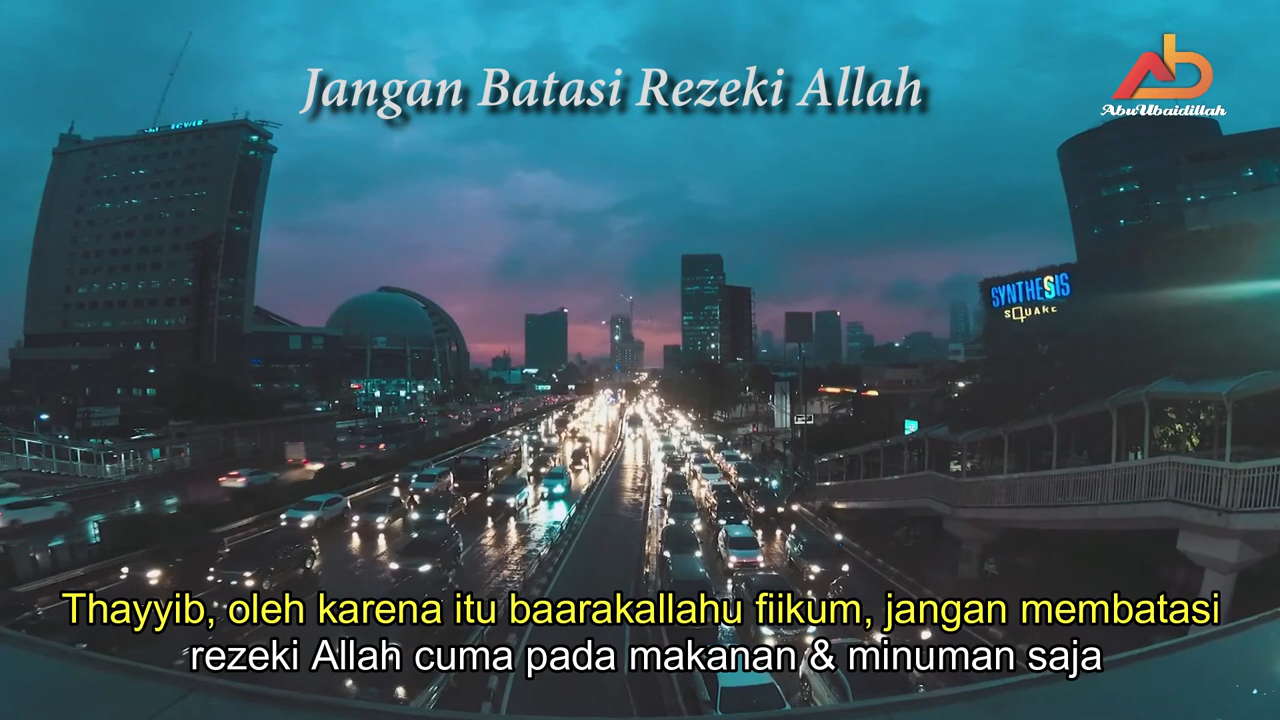 Jangan Batasi Rezeki Allah
AbuUbaidillah
SYNTHESIS
SQUARE
Thayyib, oleh karena itu baarakallahu fiikum, jangan membatasi
rezeki Allah cuma pada makanan & minuman saja